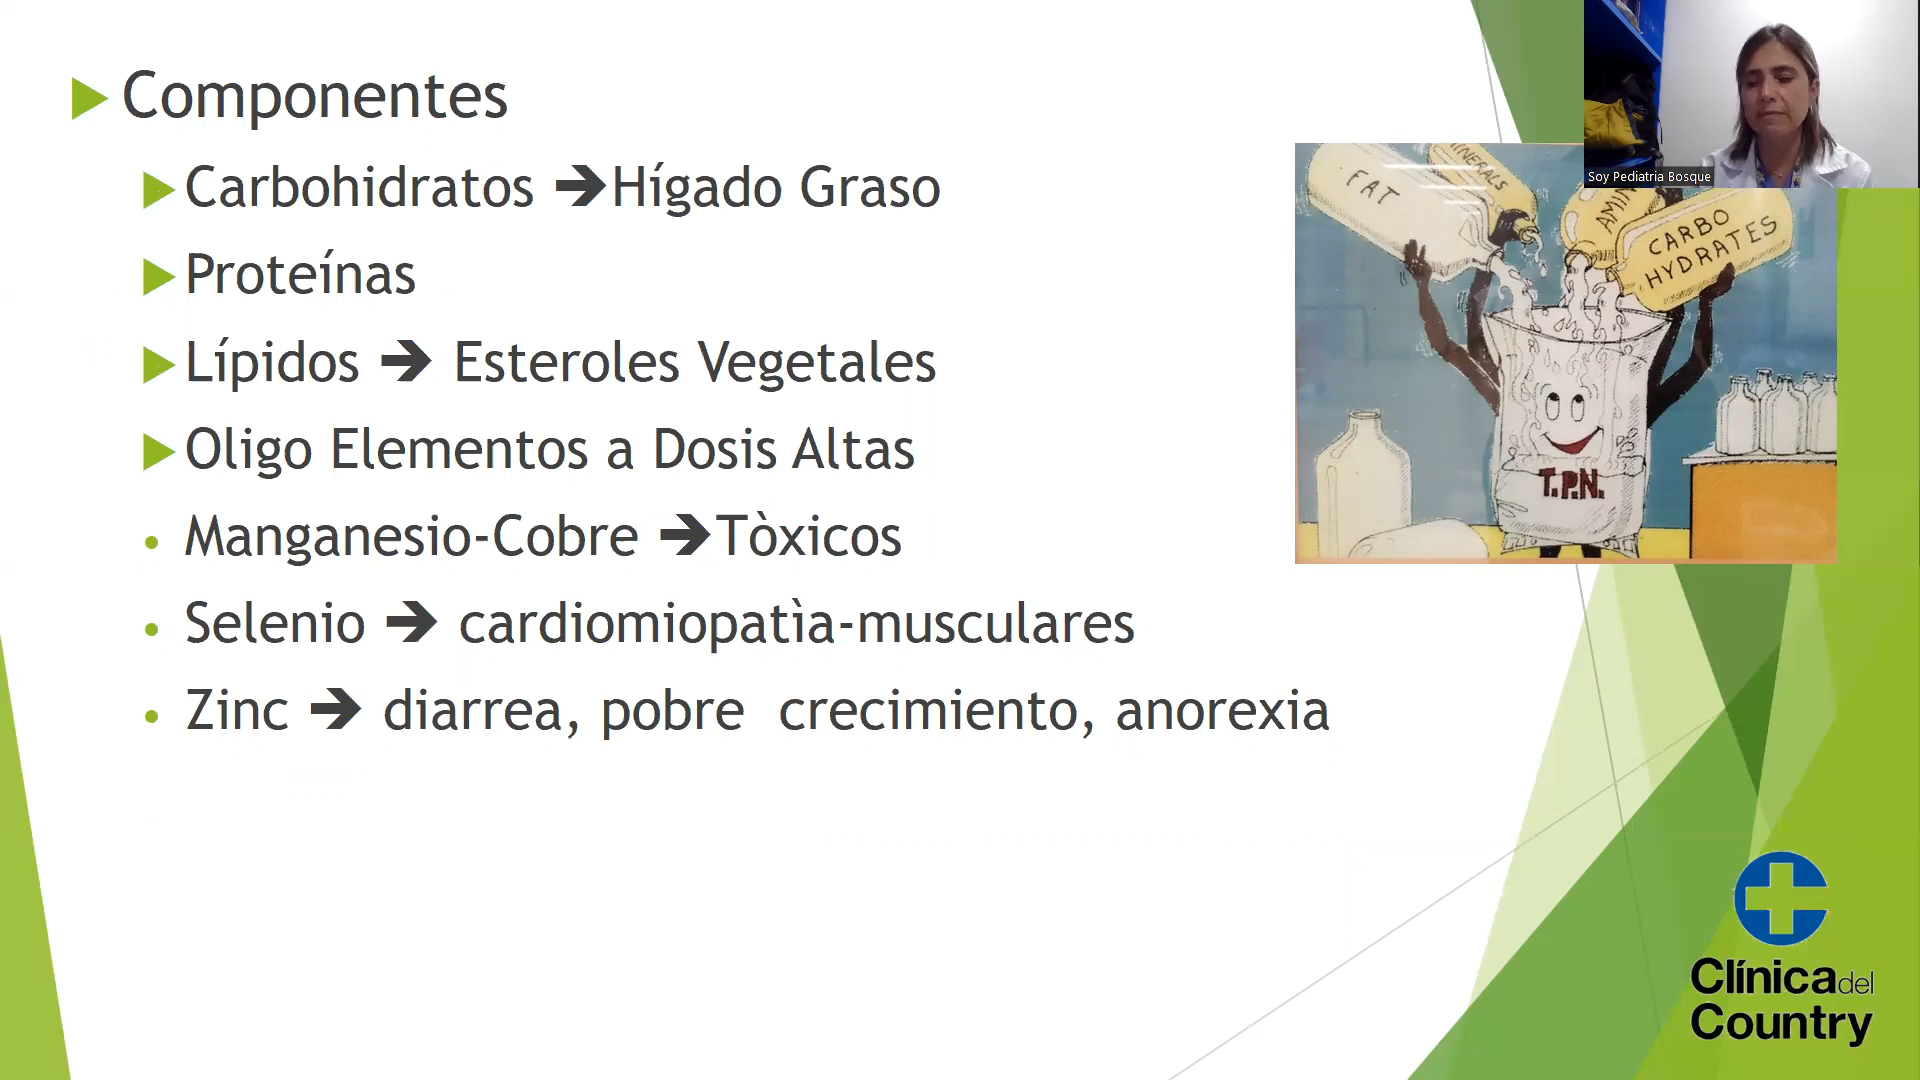 Componentes
Carbohidratos ➔Hígado Graso
Proteínas
Lípidos ➔ Esteroles Vegetales
Oligo Elementos a Dosis Altas
Manganesio-Cobre ➔Tòxicos
Selenio ➔ cardiomiopatìa-musculares
Zinc ➔ diarrea, pobre  crecimiento, anorexia
Soy Pediatria Bosque
FAT
CARBO
HYDRATES
T.P.N.
Clínica del
Country